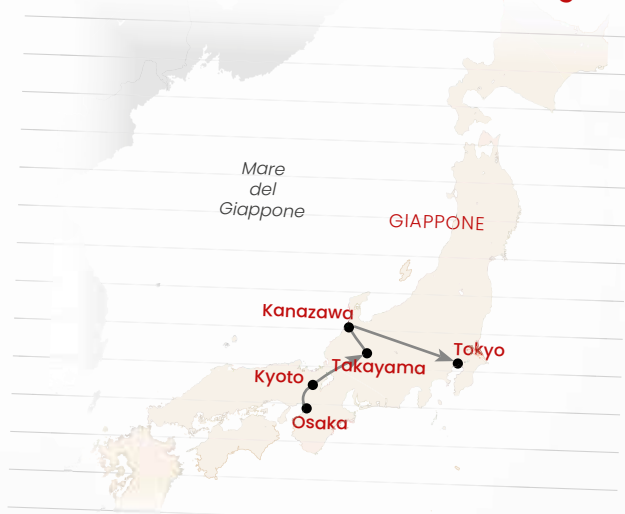 Mare
del
Giappone
GIAPPONE
Kanazawa
Tokyo
Takayama
Kyoto
Osaka